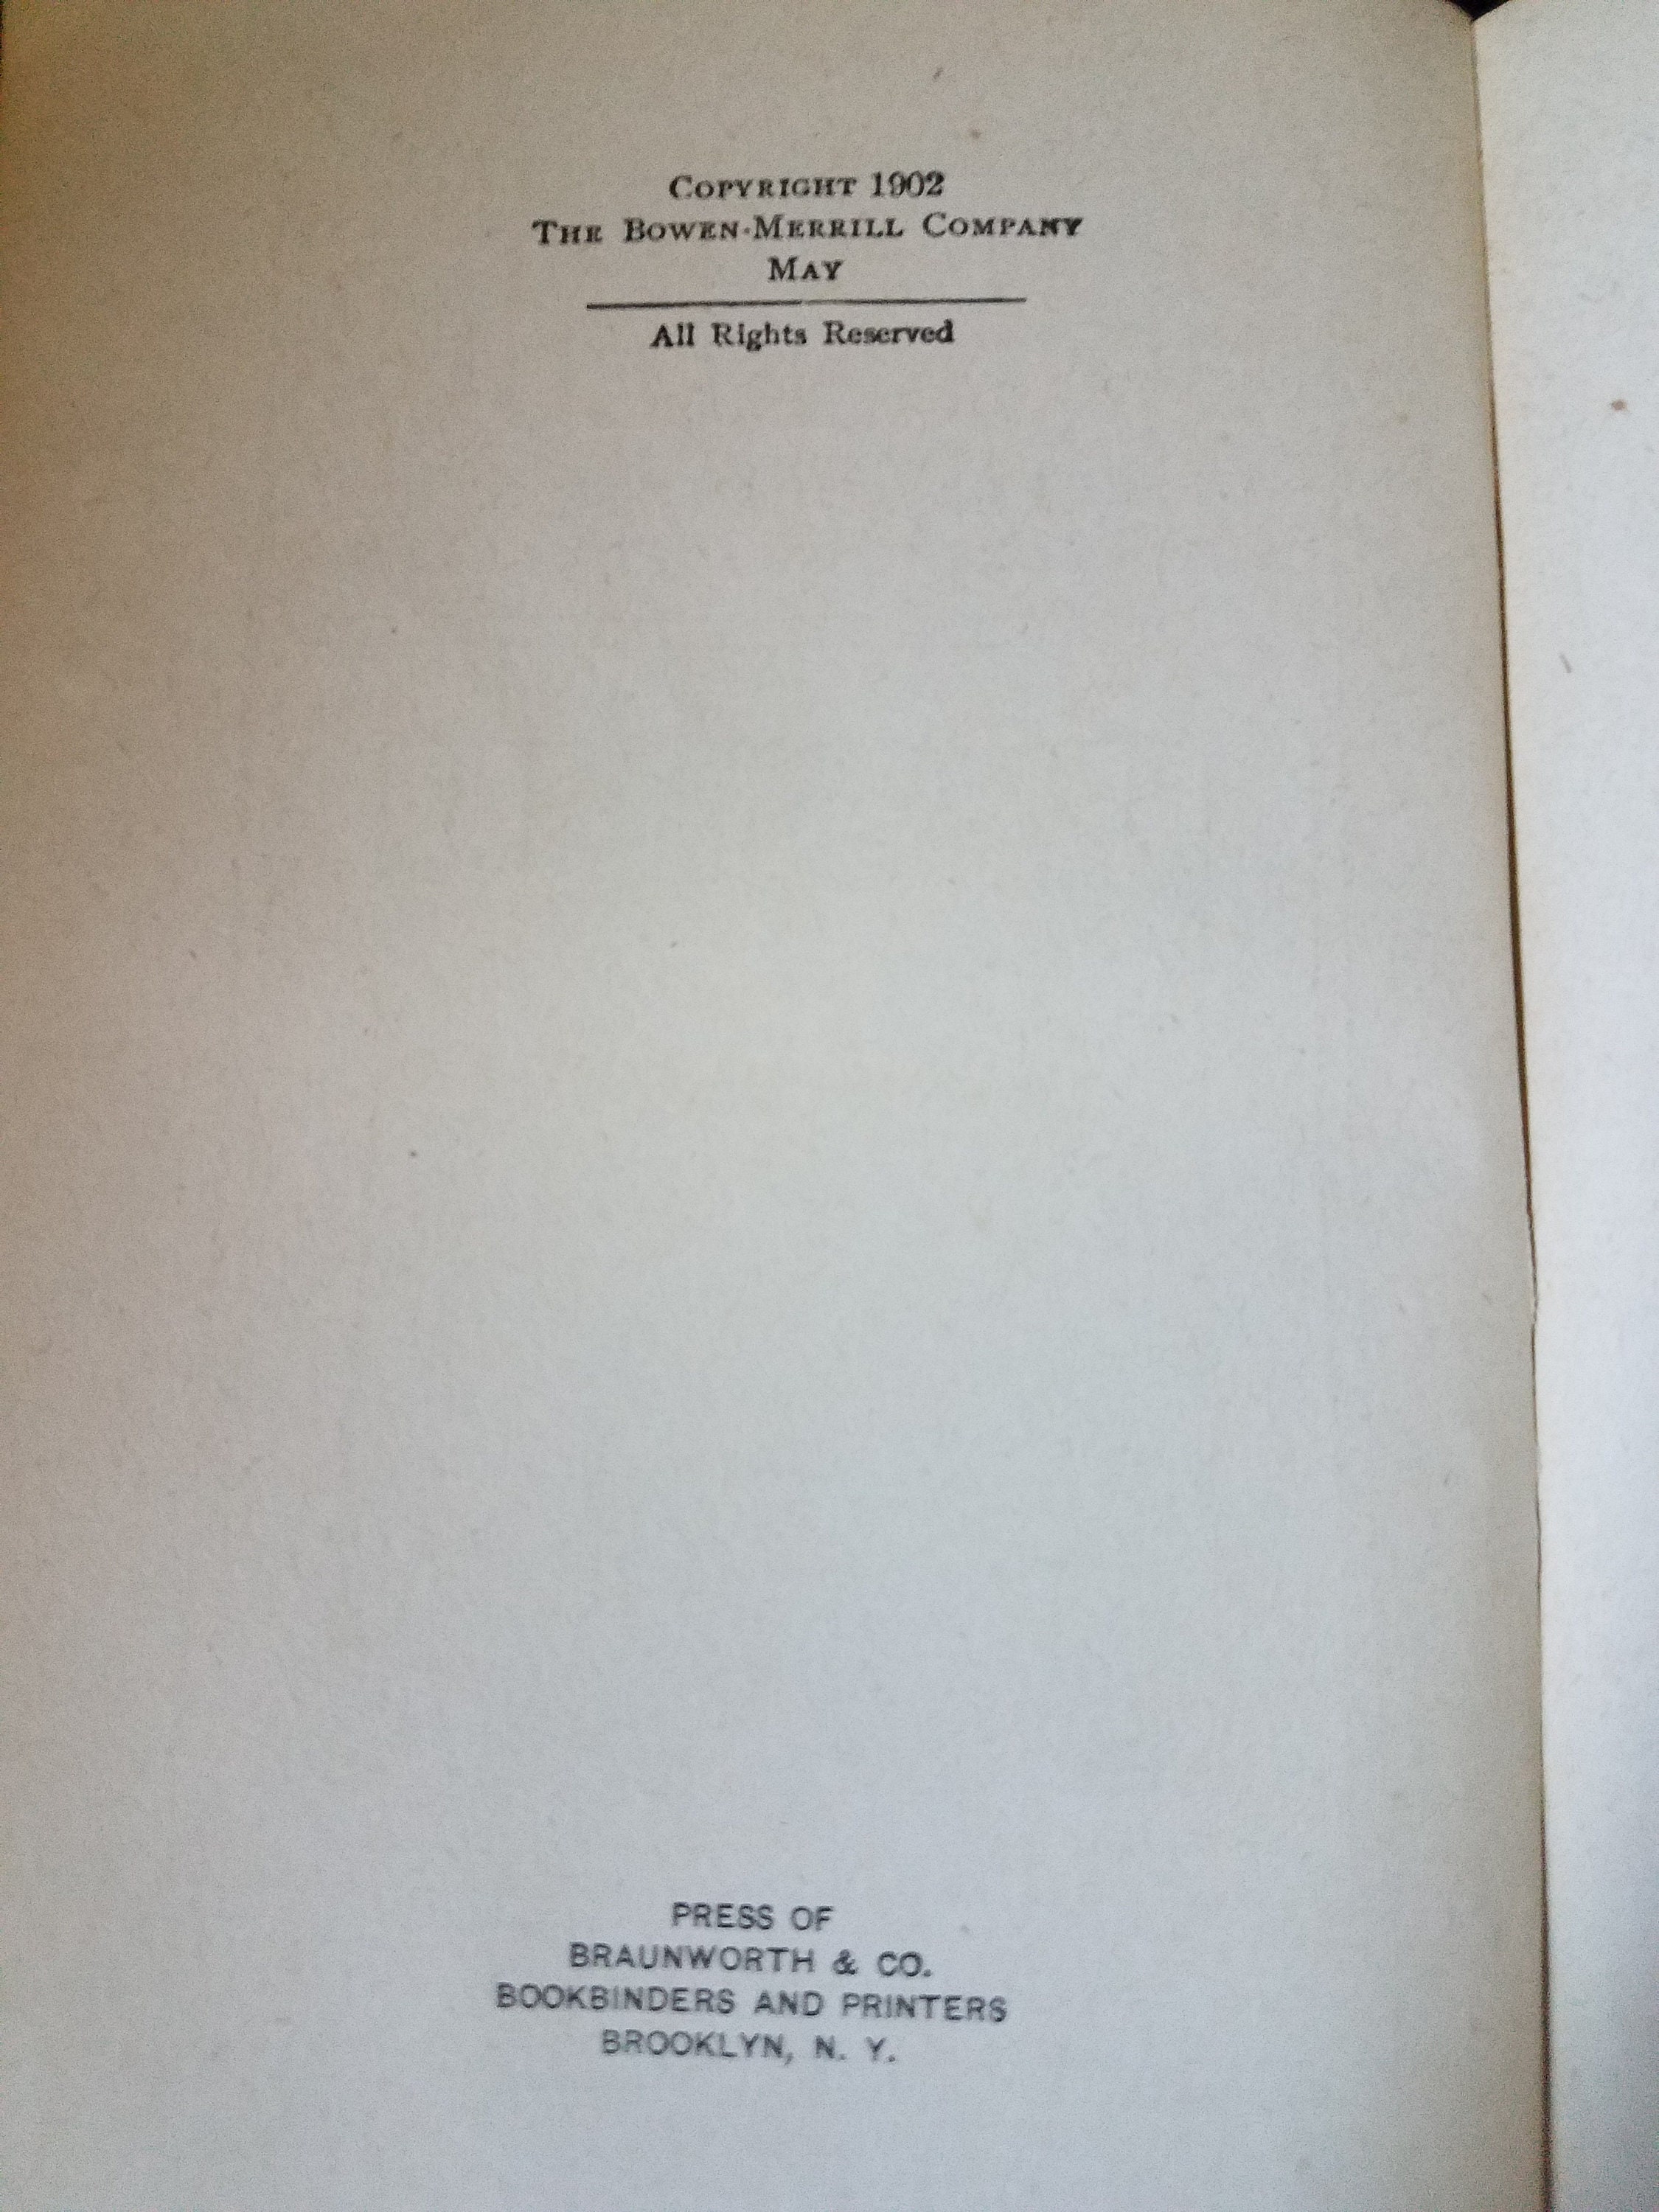 COPYRIGHT 1902
THE BOWEN-MERRILL COMPANY
MAY
All Rights Reserved
PRESS OF
BRAUNWORTH & CO.
BOOKBINDERS AND PRINTERS
BROOKLYN, N. Y.